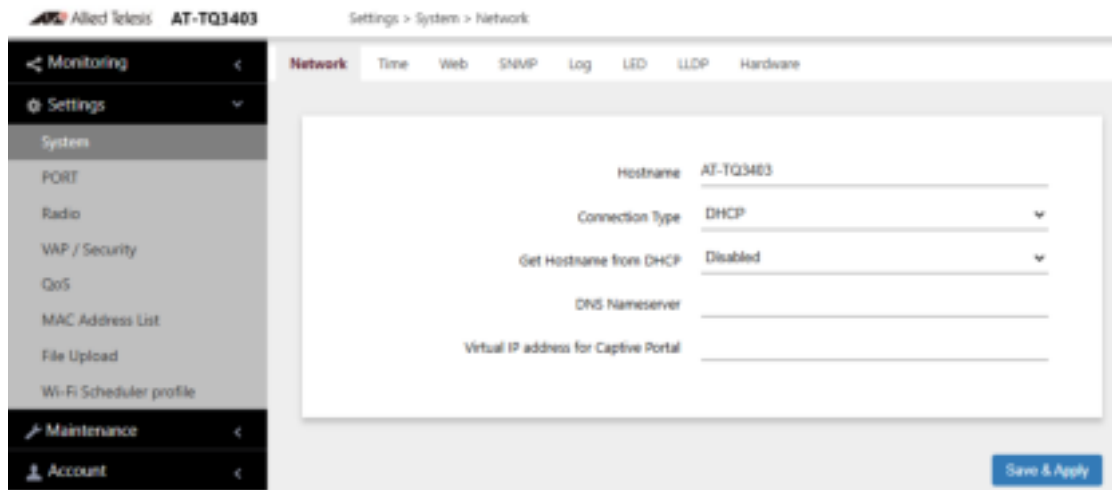 Allied Telesis AT-TQ3403
Settings > System > Network
Monitoring
Settings
System
PORT
Radio
VAP / Security
QoS
MAC Address List
File Upload
Wi-Fi Scheduler profile
Maintenance
Account
Network Time Web SNMP Log LED LLDP Hardware
Hostname AT-TQ3403
Connection Type DHCP
Get Hostname from DHCP Disabled
DNS Nameserver
Virtual IP address for Captive Portal
Save & Apply